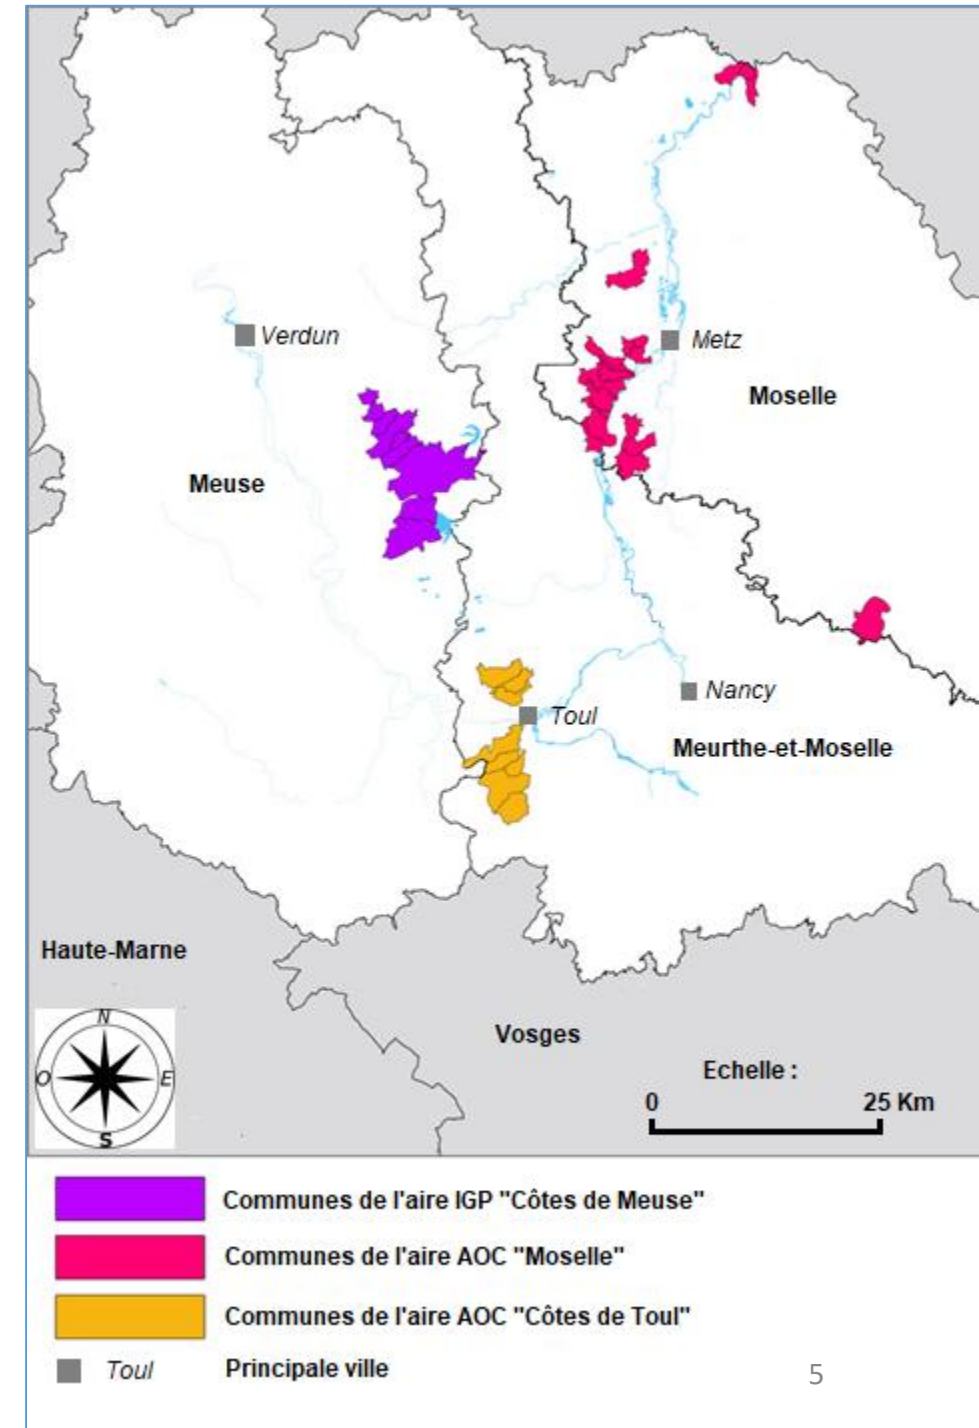 Verdun
Metz
Moselle
Meuse
Nancy
Toul
Meurthe-et-Moselle
Haute-Marne
Vosges
N
O
E
S
Echelle :
0
25 Km
Communes de l'aire IGP "Côtes de Meuse"
Communes de l'aire AOC "Moselle"
Communes de l'aire AOC "Côtes de Toul"
Toul Principale ville
5